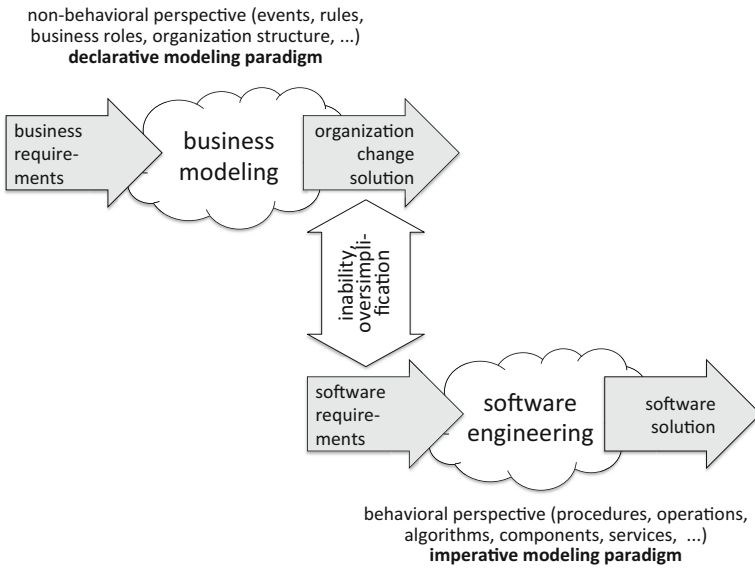 non-behavioral perspective (events, rules,
business roles, organization structure, ...)
declarative modeling paradigm
business
require-
ments
business
modeling
organization
change
solution
inability,
oversimpli-
fication
software
require-
ments
software
engineering
software
solution
behavioral perspective (procedures, operations,
algorithms, components, services, ...)
imperative modeling paradigm